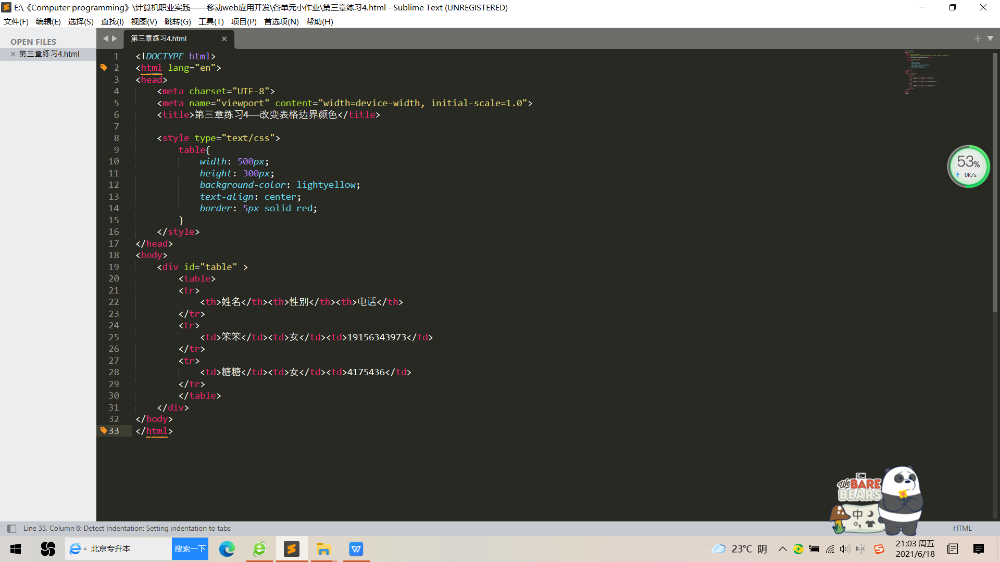 E:\《Computer programming》\计算机职业实践——移动web应用开发\各单元小作业\第三章练习4.html - Sublime Text (UNREGISTERED)
文件(F) 编辑(E) 选择(S) 查找(I) 视图(V) 跳转(G) 工具(T) 项目(P) 首选项(N) 帮助(H)
OPEN FILES
第三章练习4.html
第三章练习4.html
1 <!DOCTYPE html>
2 <html lang="en">
3 <head>
4 <meta charset="UTF-8">
5 <meta name="viewport" content="width=device-width, initial-scale=1.0">
6 <title>第三章练习4——改变表格边界颜色</title>
7
8 <style type="text/css">
9 table{
10 width: 500px;
11 height: 300px;
12 background-color: lightyellow;
13 text-align: center;
14 border: 5px solid red;
15 }
16 </style>
17 </head>
18 <body>
19 <div id="table" >
20 <table>
21 <tr>
22 <th>姓名</th><th>性别</th><th>电话</th>
23 </tr>
24 <tr>
25 <td>笨笨</td><td>女</td><td>19156343973</td>
26 </tr>
27 <tr>
28 <td>糖糖</td><td>女</td><td>4175436</td>
29 </tr>
30 </table>
31 </div>
32 </body>
33 </html>
53%
0K/s
CN
We BARE BEARS
中
Line 33, Column 8; Detect Indentation: Setting indentation to tabs
HTML
北京专升本
搜索一下
23°C 阴
中
21:03 周五
2021/6/18